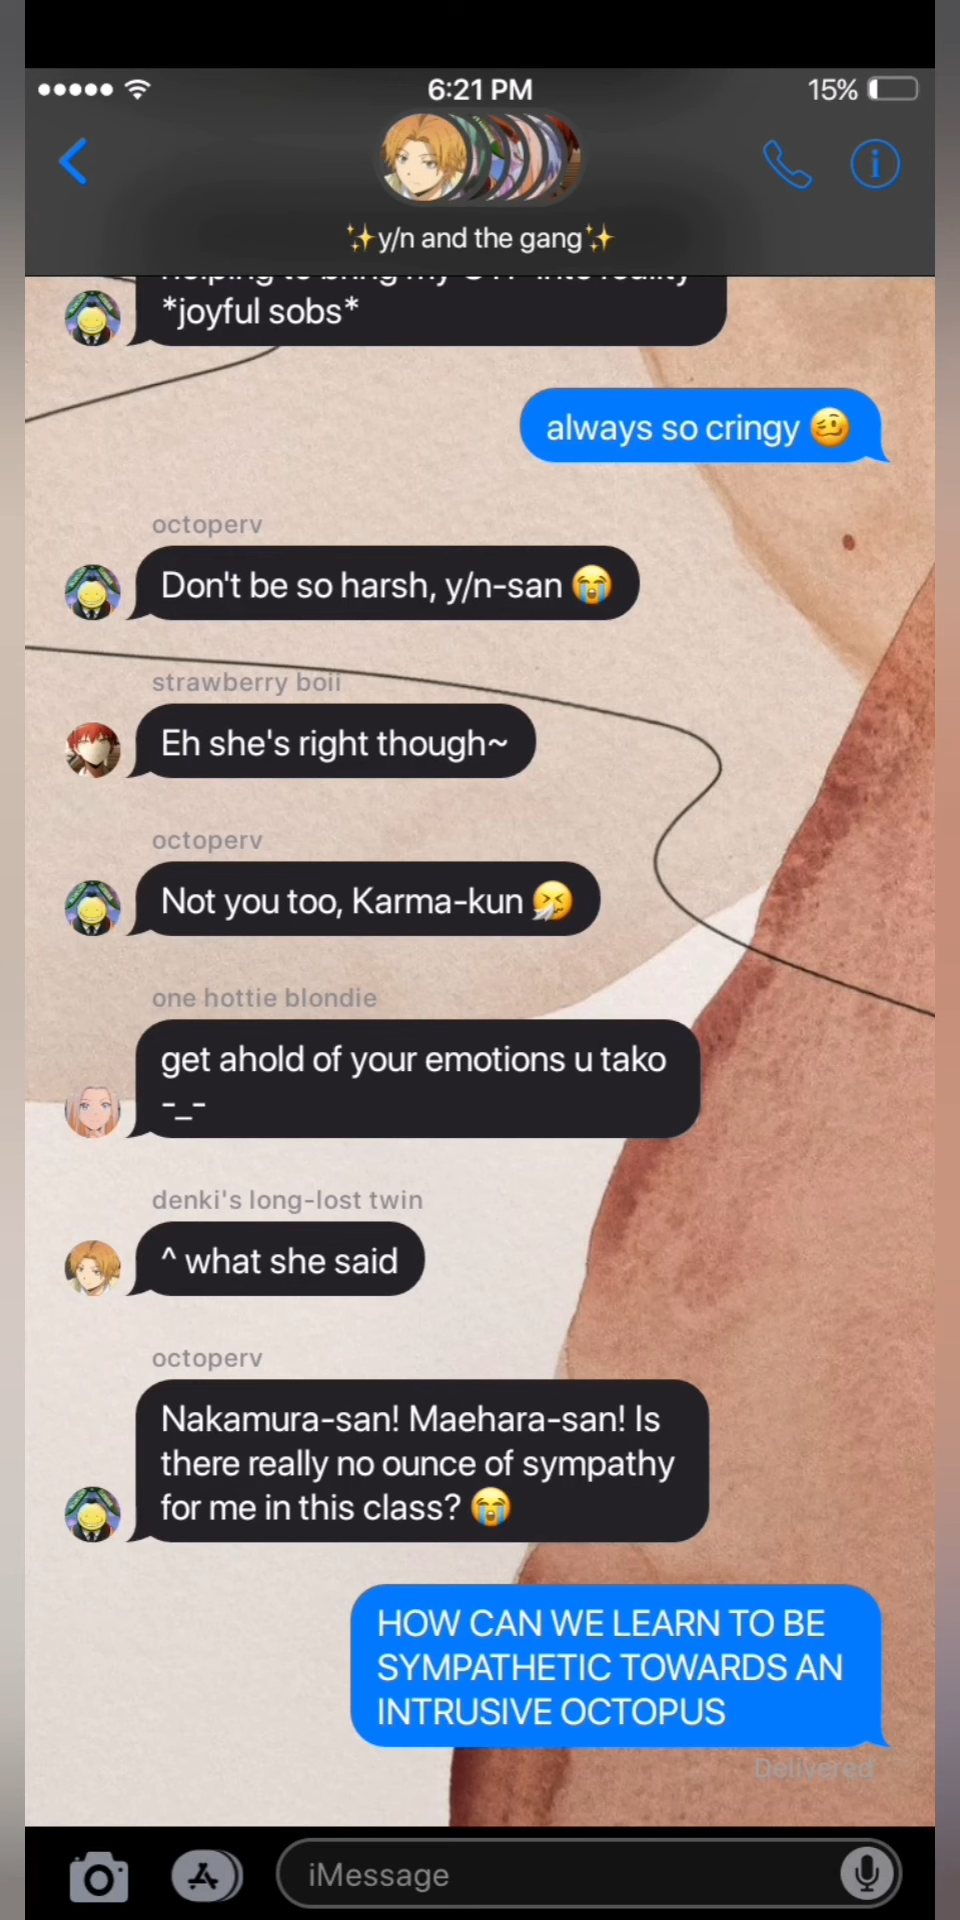 6:21 PM
15%
✨y/n and the gang✨
*joyful sobs*
always so cringy 🥴
octoperv
Don't be so harsh, y/n-san 😭
strawberry boii
Eh she's right though~
octoperv
Not you too, Karma-kun 🤧
one hottie blondie
get ahold of your emotions u tako
-_-
denki's long-lost twin
^ what she said
octoperv
Nakamura-san! Maehara-san! Is
there really no ounce of sympathy
for me in this class? 😭
HOW CAN WE LEARN TO BE
SYMPATHETIC TOWARDS AN
INTRUSIVE OCTOPUS
Delivered
iMessage